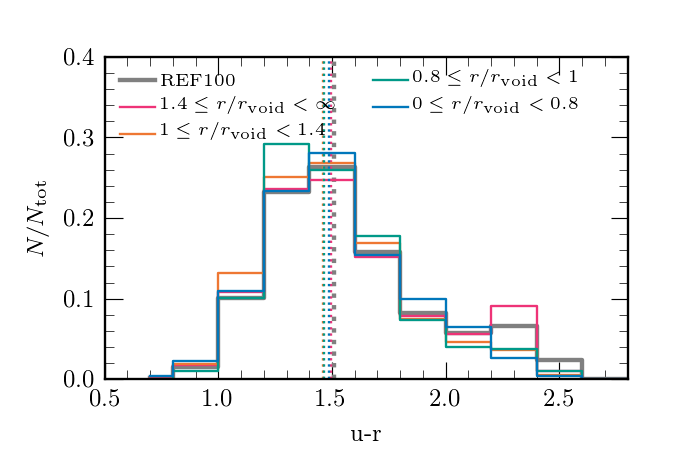 0.4
0.3
0.2
0.1
0.0
N/N_tot
REF100
1.4 ≤ r/r_void < ∞
1 ≤ r/r_void < 1.4
0.8 ≤ r/r_void < 1
0 ≤ r/r_void < 0.8
0.5 1.0 1.5 2.0 2.5
u-r